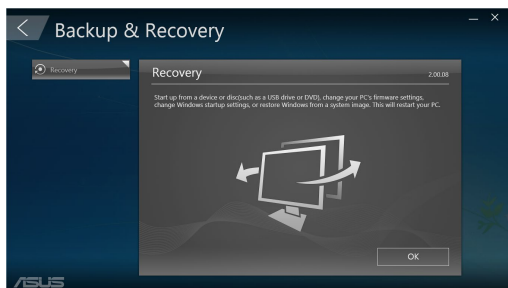 Backup & Recovery
Recovery
Recovery
2.00.08
Start up from a device or disc(such as a USB drive or DVD), change your PC's firmware settings,
change Windows startup settings, or restore Windows from a system image. This will restart your PC.
OK
ASUS